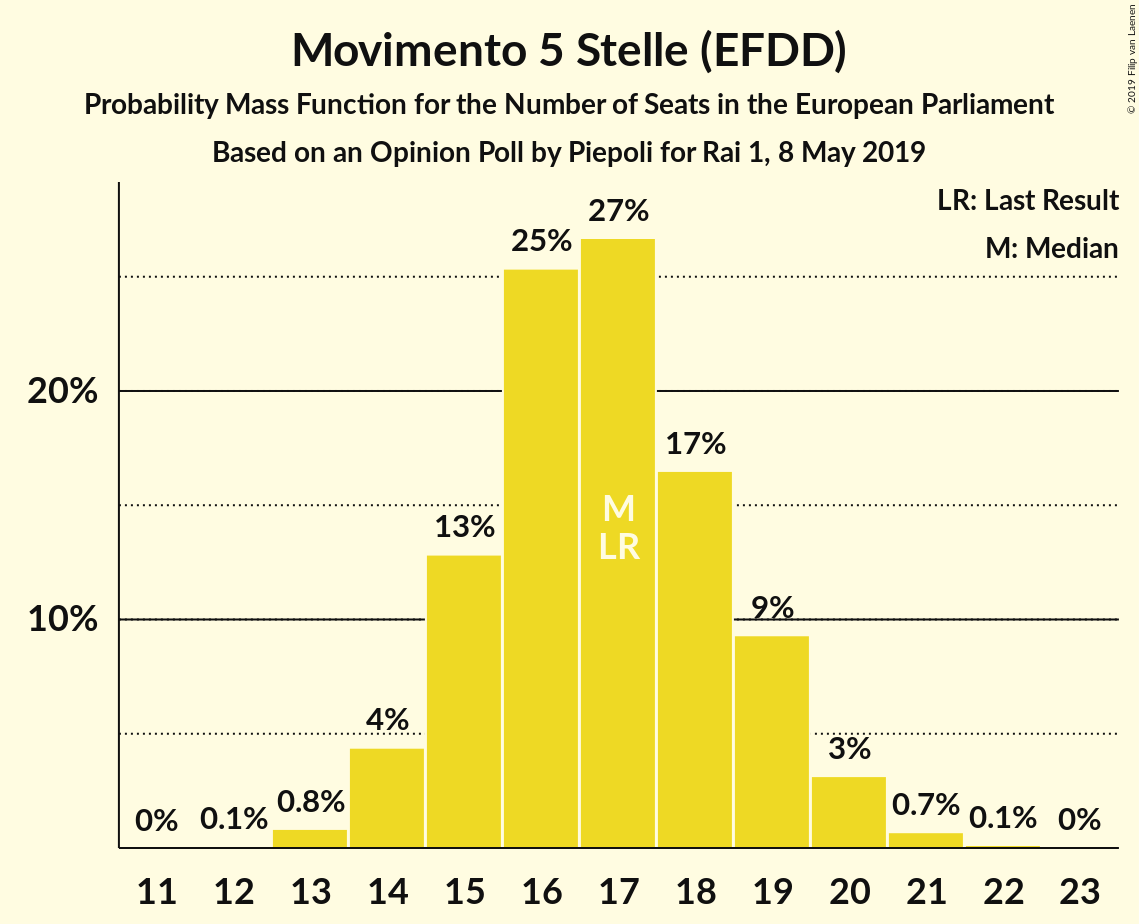 Movimento 5 Stelle (EFDD)
Probability Mass Function for the Number of Seats in the European Parliament
Based on an Opinion Poll by Piepoli for Rai 1, 8 May 2019
© 2019 Filip van Laenen
LR: Last Result
M: Median
20%
10%
0%
0.1%
0.8%
4%
13%
25%
27%
17%
9%
3%
0.7%
0.1%
0%
M
LR
11 12 13 14 15 16 17 18 19 20 21 22 23